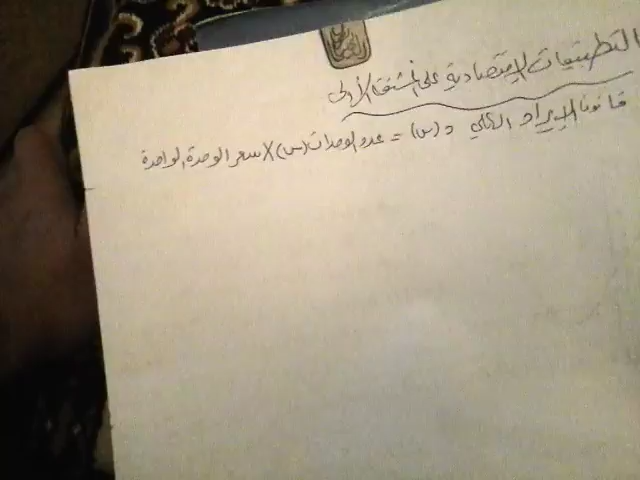 التطبيقات الاقتصادية على المشتقة الأولى
قانون الإيراد الكلي د(س) = عدد الوحدات(س) × سعر الوحدة الواحدة